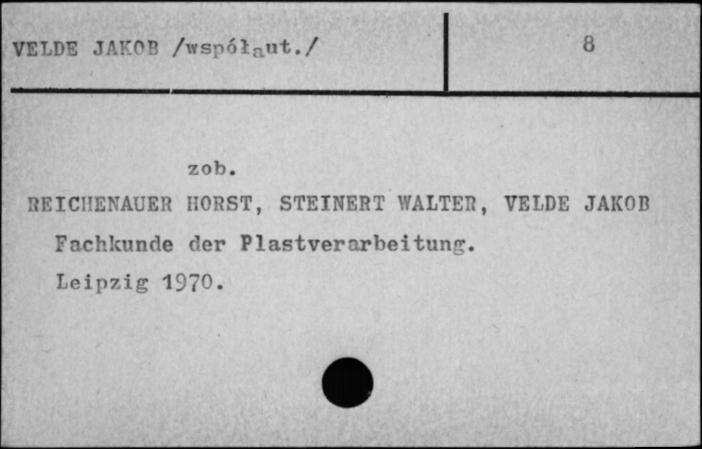 VELDE JAKOB /współaut./ 8
zob.
REICHENAUER HORST, STEINERT WALTER, VELDE JAKOB
Fachkunde der Plastverarbeitung.
Leipzig 1970.